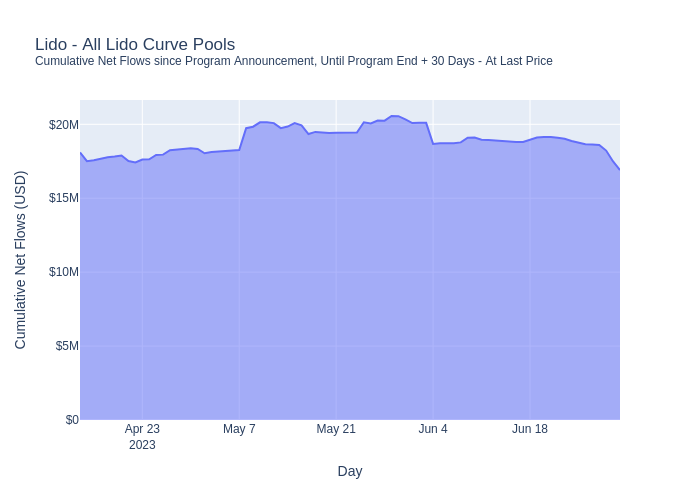 Lido - All Lido Curve Pools
Cumulative Net Flows since Program Announcement, Until Program End + 30 Days - At Last Price
Cumulative Net Flows (USD)
$20M
$15M
$10M
$5M
$0
Apr 23
2023
May 7
May 21
Jun 4
Jun 18
Day